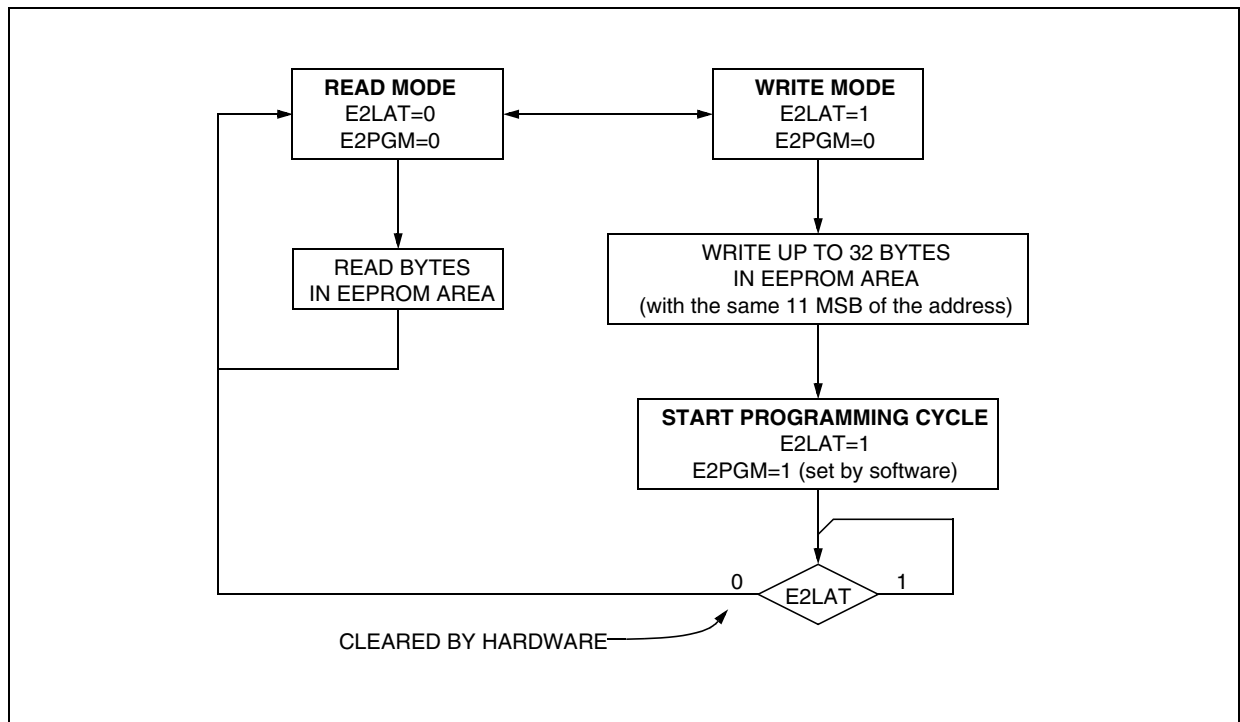 READ MODE
E2LAT=0
E2PGM=0
WRITE MODE
E2LAT=1
E2PGM=0
READ BYTES
IN EEPROM AREA
WRITE UP TO 32 BYTES
IN EEPROM AREA
(with the same 11 MSB of the address)
START PROGRAMMING CYCLE
E2LAT=1
E2PGM=1 (set by software)
0
E2LAT
1
CLEARED BY HARDWARE